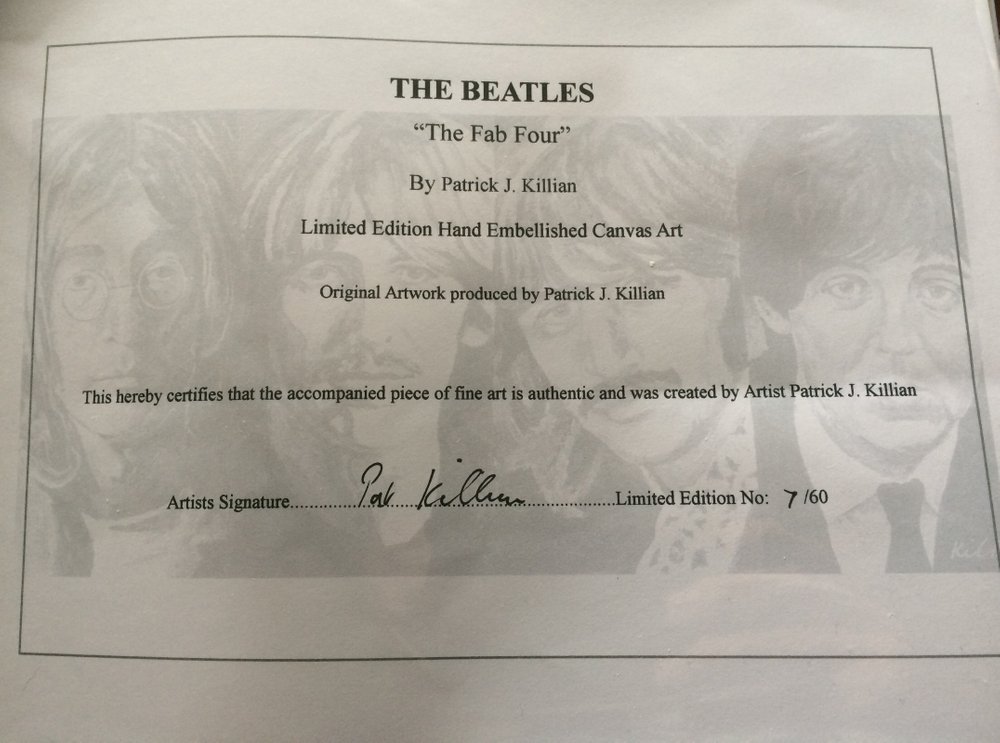 THE BEATLES
“The Fab Four”
By Patrick J. Killian
Limited Edition Hand Embellished Canvas Art
Original Artwork produced by Patrick J. Killian
This hereby certifies that the accompanied piece of fine art is authentic and was created by Artist Patrick J. Killian
Artists Signature.............Pat Killian.....................Limited Edition No: 7 /60